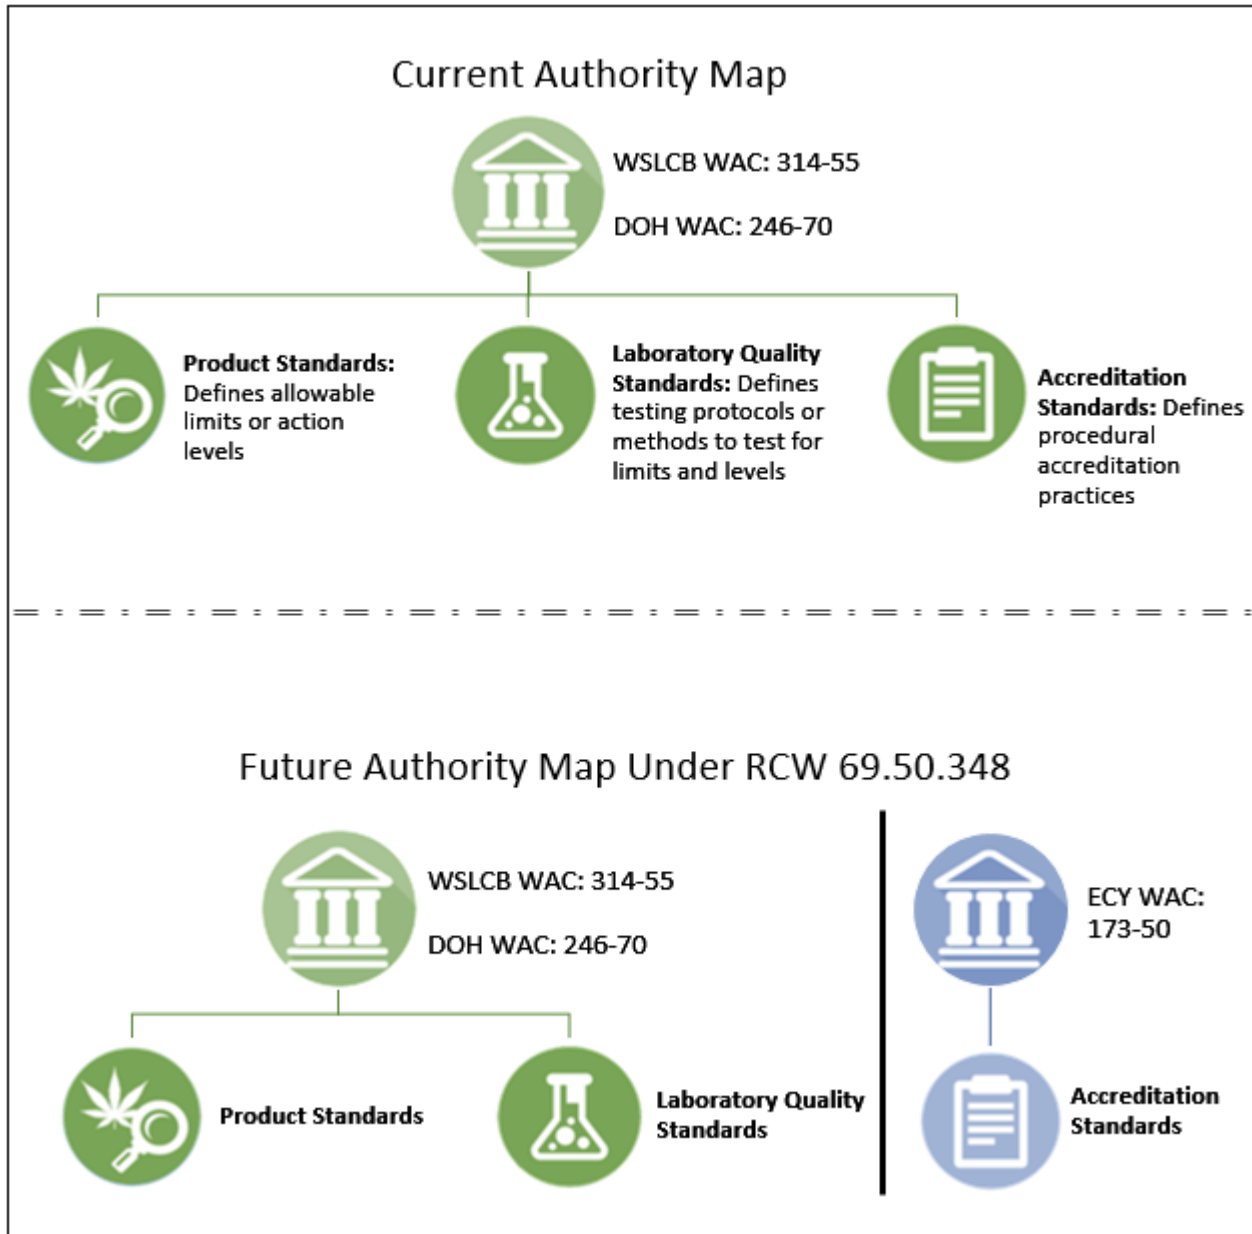 Current Authority Map
WSLCB WAC: 314-55
DOH WAC: 246-70
Product Standards:
Defines allowable
limits or action
levels
Laboratory Quality
Standards: Defines
testing protocols or
methods to test for
limits and levels
Accreditation
Standards: Defines
procedural
accreditation
practices
Future Authority Map Under RCW 69.50.348
WSLCB WAC: 314-55
DOH WAC: 246-70
ECY WAC:
173-50
Product Standards
Laboratory Quality
Standards
Accreditation
Standards